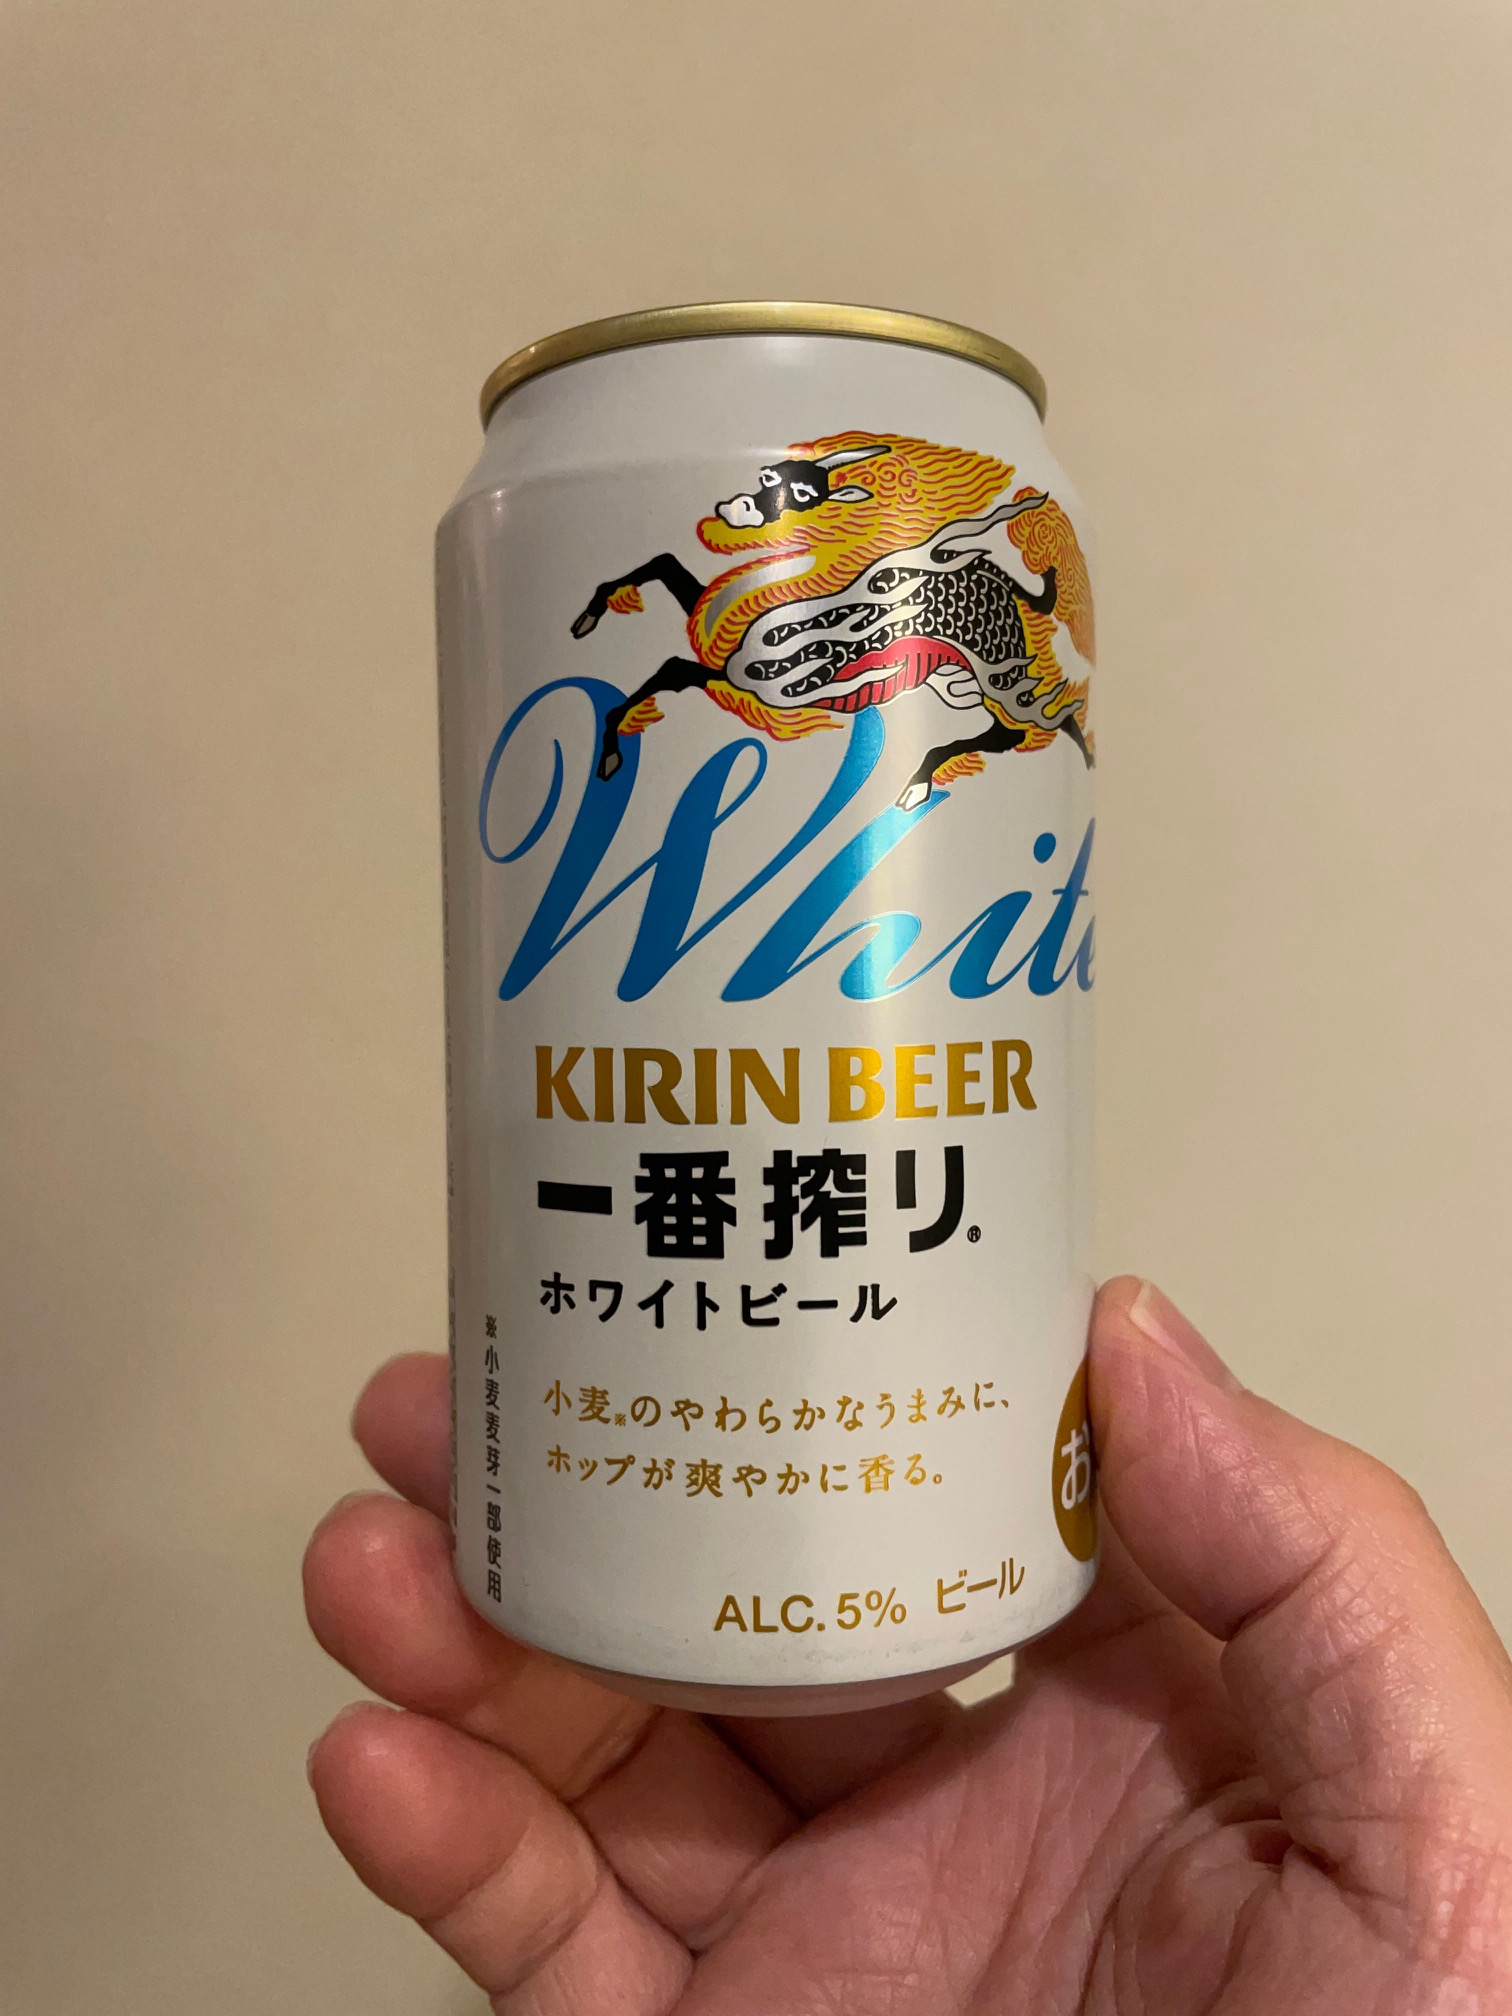 White
KIRIN BEER
一番搾り®
ホワイトビール
小麦※のやわらかなうまみに、
ホップが爽やかに香る。
※小麦麦芽一部使用
ALC. 5% ビール
お